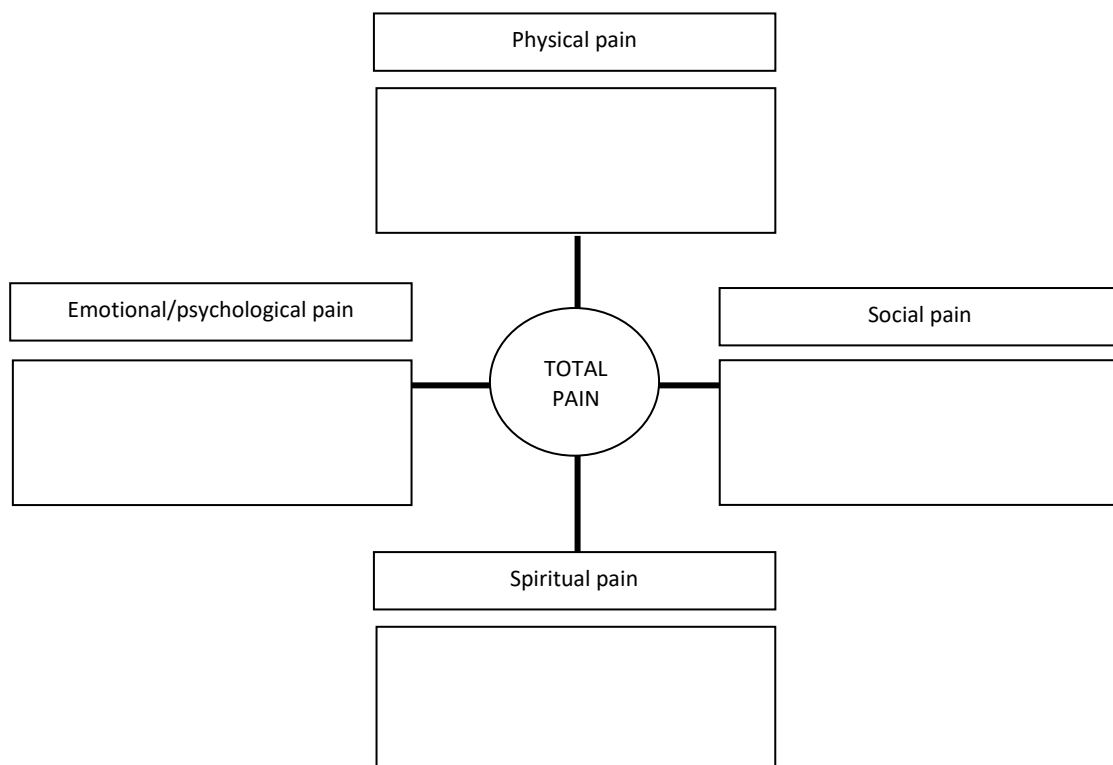 Physical pain
Emotional/psychological pain
Social pain
TOTAL
PAIN
Spiritual pain